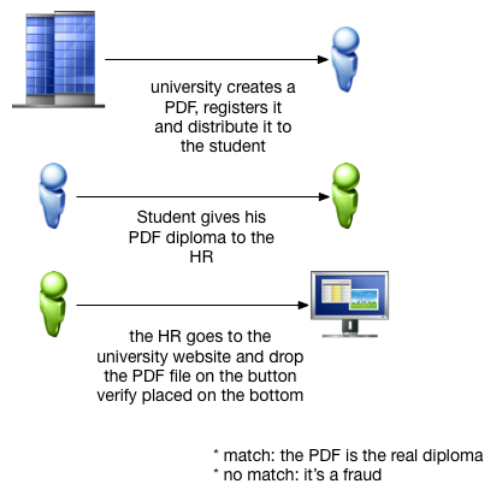 university creates a
PDF, registers it
and distribute it to
the student
Student gives his
PDF diploma to the
HR
the HR goes to the
university website and drop
the PDF file on the button
verify placed on the bottom
* match: the PDF is the real diploma
* no match: it's a fraud